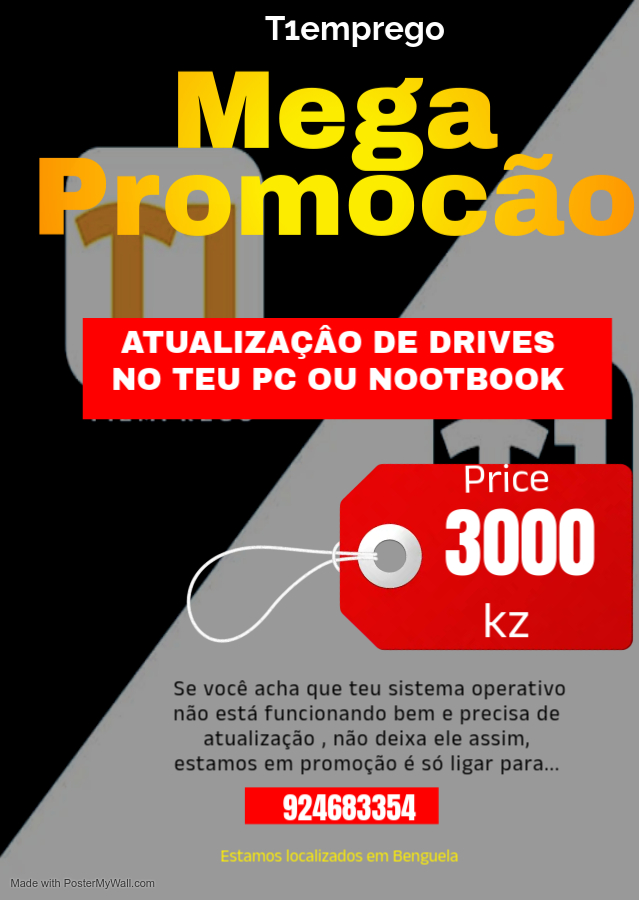 T1emprego
Mega
Promocão
T1
ATUALIZAÇÂO DE DRIVES
NO TEU PC OU NOOTBOOK
T1
Price
3000
kz
Se você acha que teu sistema operativo
não está funcionando bem e precisa de
atualização , não deixa ele assim,
estamos em promoção é só ligar para...
924683354
Estamos localizados em Benguela
Made with PosterMyWall.com